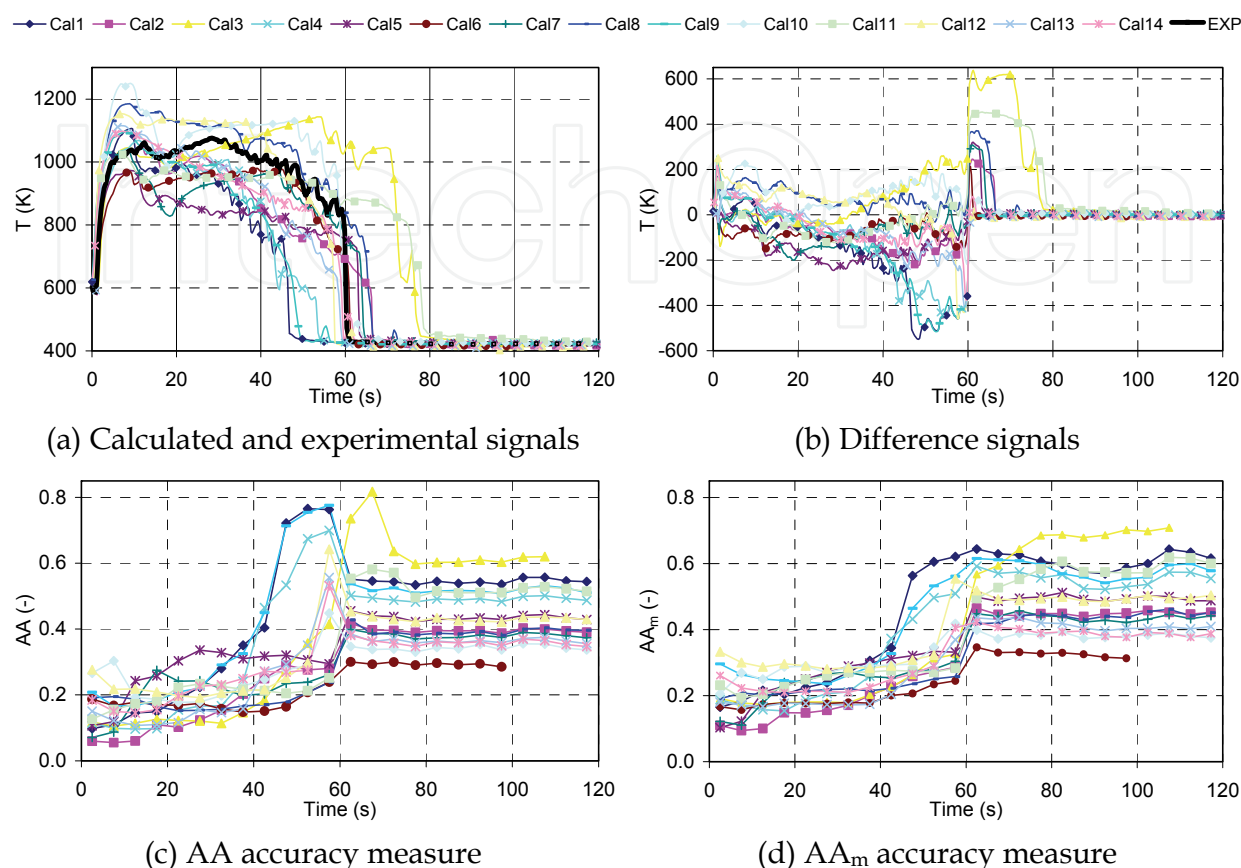 Cal1 Cal2 Cal3 Cal4 Cal5 Cal6 Cal7 Cal8 Cal9 Cal10 Cal11 Cal12 Cal13 Cal14 EXP
T (K)
1200
1000
800
600
400
0 20 40 60 80 100 120
Time (s)
(a) Calculated and experimental signals
T (K)
600
400
200
0
-200
-400
-600
0 20 40 60 80 100 120
Time (s)
(b) Difference signals
AA (-)
0.8
0.6
0.4
0.2
0.0
0 20 40 60 80 100 120
Time (s)
(c) AA accuracy measure
AAm (-)
0.8
0.6
0.4
0.2
0.0
0 20 40 60 80 100 120
Time (s)
(d) AAm accuracy measure